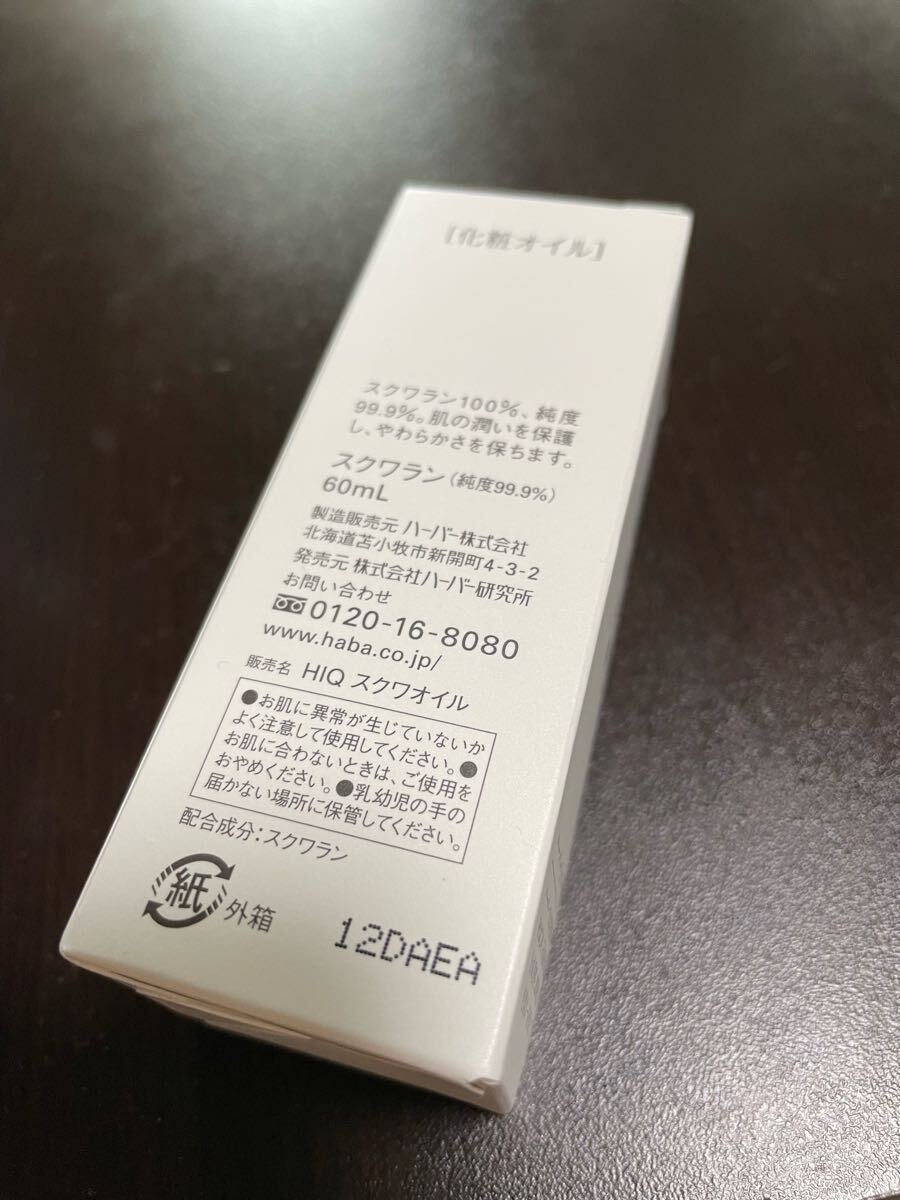 [化粧オイル]
スクワラン100%、純度
99.9%。肌の潤いを保護
し、やわらかさを保ちます。
スクワラン(純度99.9%)
60mL
製造販売元 ハーバー株式会社
北海道苫小牧市新開町4-3-2
発売元 株式会社ハーバー研究所
お問い合わせ
0120-16-8080
www.haba.co.jp/
販売名 HIQ スクワオイル
●お肌に異常が生じていないか
よく注意して使用してください。●
お肌に合わないときは、ご使用を
おやめください。●乳幼児の手の
届かない場所に保管してください。
配合成分:スクワラン
紙 外箱
12DAEA